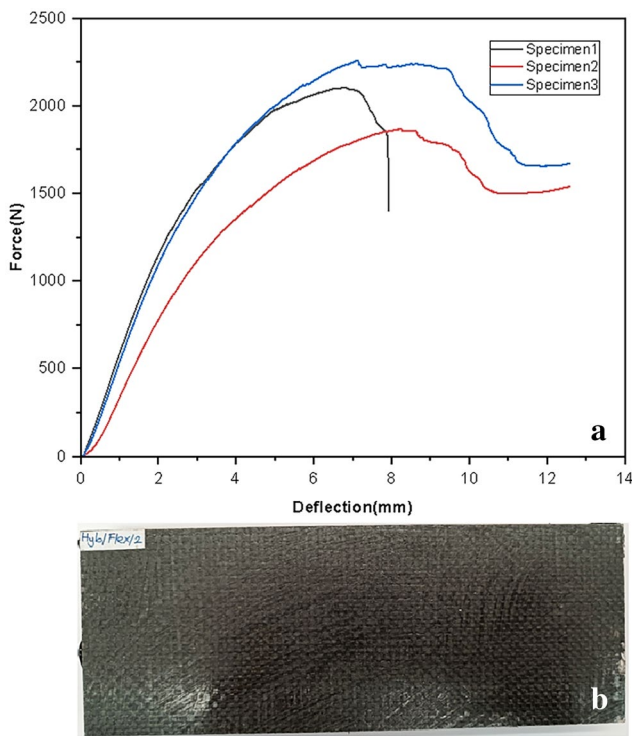 2500
2000
1500
1000
500
0
Force(N)
Specimen1
Specimen2
Specimen3
a
0 2 4 6 8 10 12 14
Deflection(mm)
Hyb/Flex/2
b